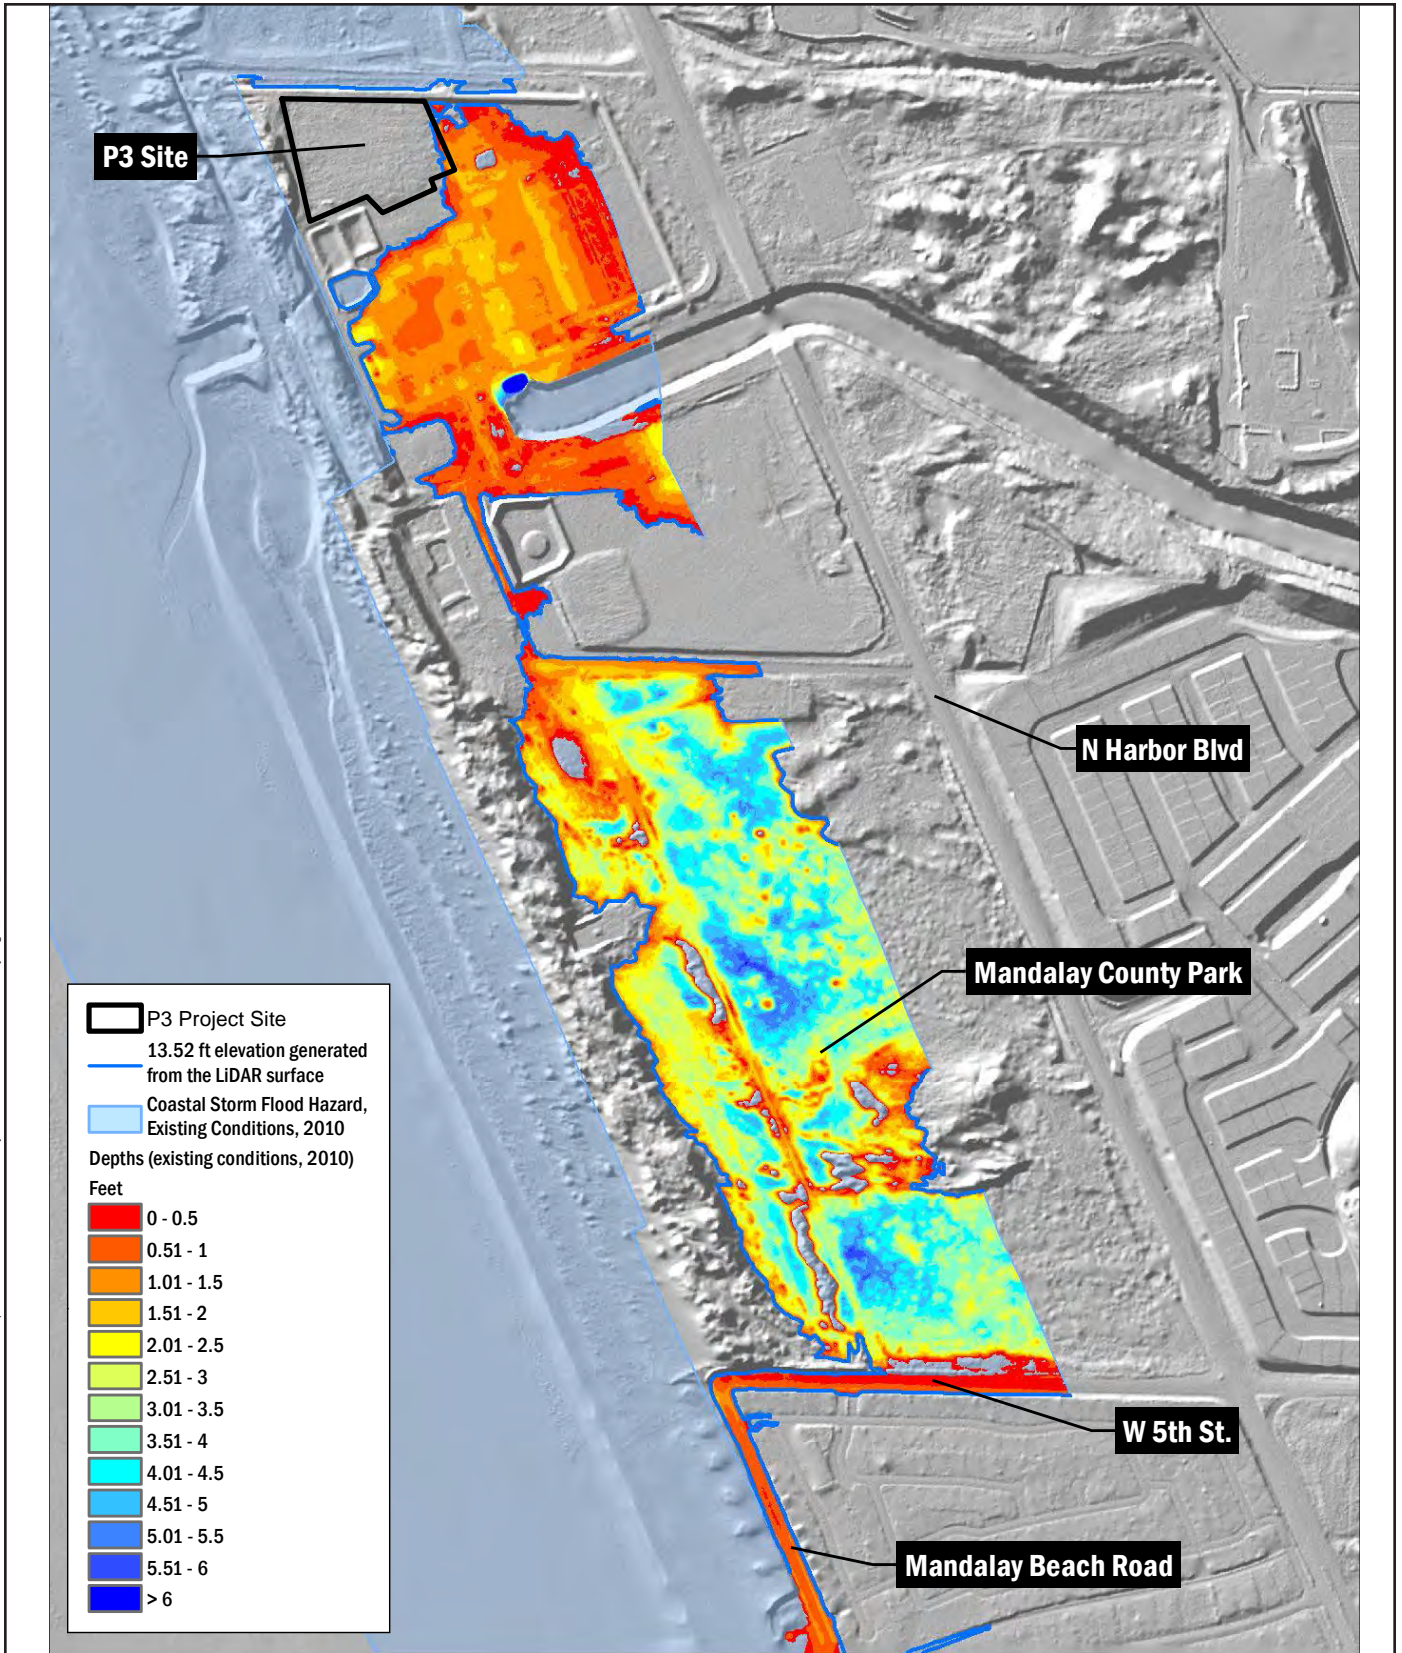 P3 Site
N Harbor Blvd
Mandalay County Park
W 5th St.
Mandalay Beach Road
P3 Project Site
13.52 ft elevation generated
from the LiDAR surface
Coastal Storm Flood Hazard,
Existing Conditions, 2010
Depths (existing conditions, 2010)
Feet
0 - 0.5
0.51 - 1
1.01 - 1.5
1.51 - 2
2.01 - 2.5
2.51 - 3
3.01 - 3.5
3.51 - 4
4.01 - 4.5
4.51 - 5
5.01 - 5.5
5.51 - 6
> 6